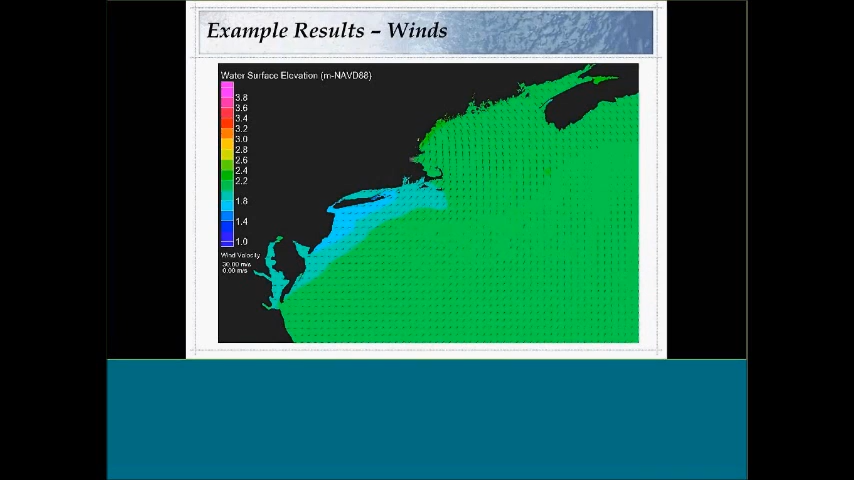 Example Results – Winds
Water Surface Elevation (m-NAVD88)
3.8
3.6
3.4
3.2
3.0
2.8
2.6
2.4
2.2
1.8
1.4
1.0
Wind Velocity
30.00 m/s
0.00 m/s